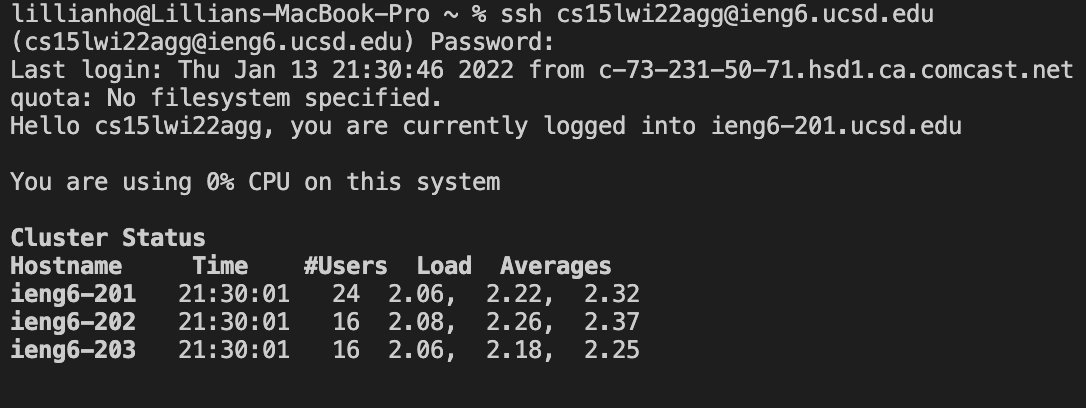 lillianho@Lillians-MacBook-Pro ~ % ssh cs15lwi22agg@ieng6.ucsd.edu
(cs15lwi22agg@ieng6.ucsd.edu) Password:
Last login: Thu Jan 13 21:30:46 2022 from c-73-231-50-71.hsd1.ca.comcast.net
quota: No filesystem specified.
Hello cs15lwi22agg, you are currently logged into ieng6-201.ucsd.edu
You are using 0% CPU on this system
Cluster Status
Hostname     Time    #Users  Load  Averages
ieng6-201   21:30:01   24  2.06,  2.22,  2.32
ieng6-202   21:30:01   16  2.08,  2.26,  2.37
ieng6-203   21:30:01   16  2.06,  2.18,  2.25